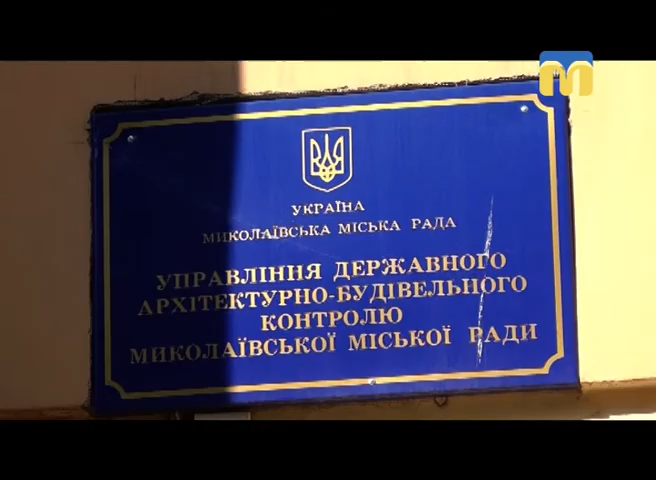 УКРАЇНА
МИКОЛАЇВСЬКА МІСЬКА РАДА
УПРАВЛІННЯ ДЕРЖАВНОГО
АРХІТЕКТУРНО-БУДІВЕЛЬНОГО
КОНТРОЛЮ
МИКОЛАЇВСЬКОЇ МІСЬКОЇ РАДИ